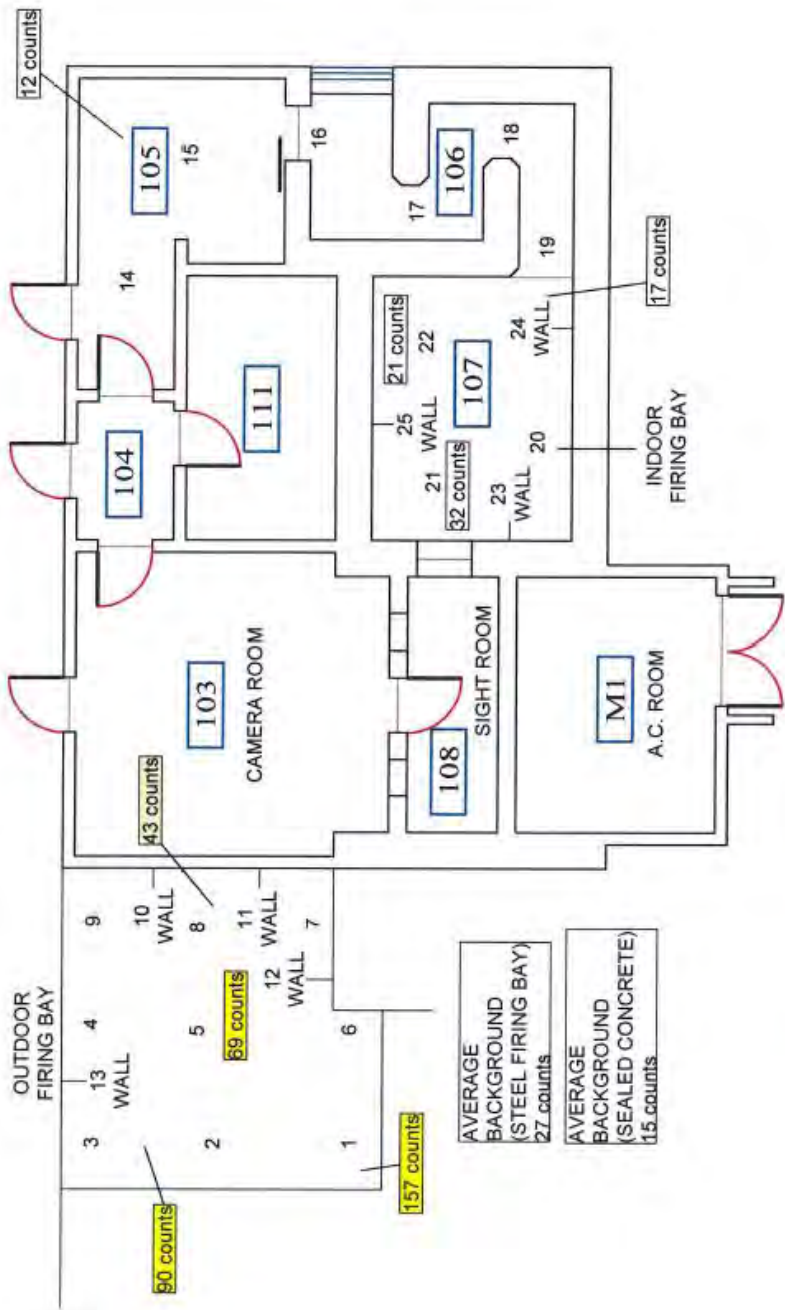 OUTDOOR
FIRING BAY
12 counts
3
13
WALL
4
9
90 counts
2
5
69 counts
10
WALL
8
43 counts
11
WALL
12
WALL
7
1
6
157 counts
103
CAMERA ROOM
104
14
105
15
111
16
108
SIGHT ROOM
17
106
18
19
25
WALL
21 counts
22
107
21
32 counts
23
WALL
20
24
WALL
17 counts
INDOOR
FIRING BAY
M1
A.C. ROOM
AVERAGE
BACKGROUND
(STEEL FIRING BAY)
27 counts
AVERAGE
BACKGROUND
(SEALED CONCRETE)
15 counts